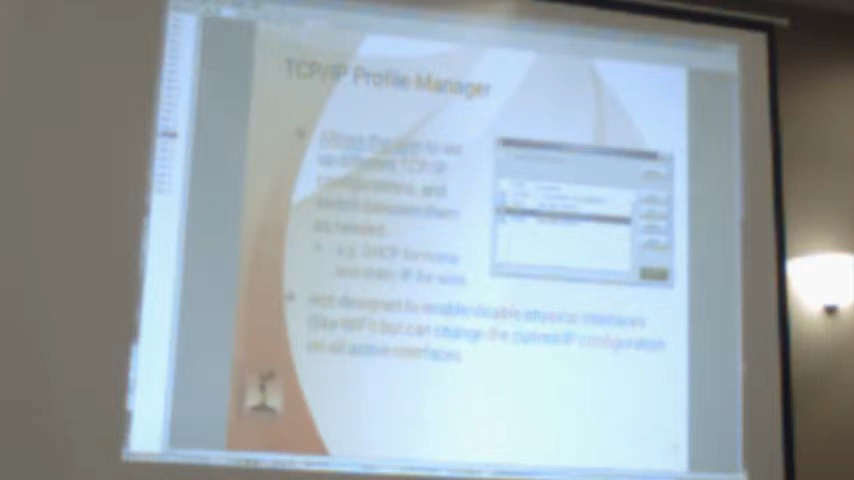 TCP/IP Profile Manager
Allows the user to set
up different TCP/IP
configurations, and
switch between them
as needed
e.g. DHCP for home
and static IP for work
Not designed to enable/disable physical interfaces
(like WiFi) but can change the current IP configuration
on all active interfaces